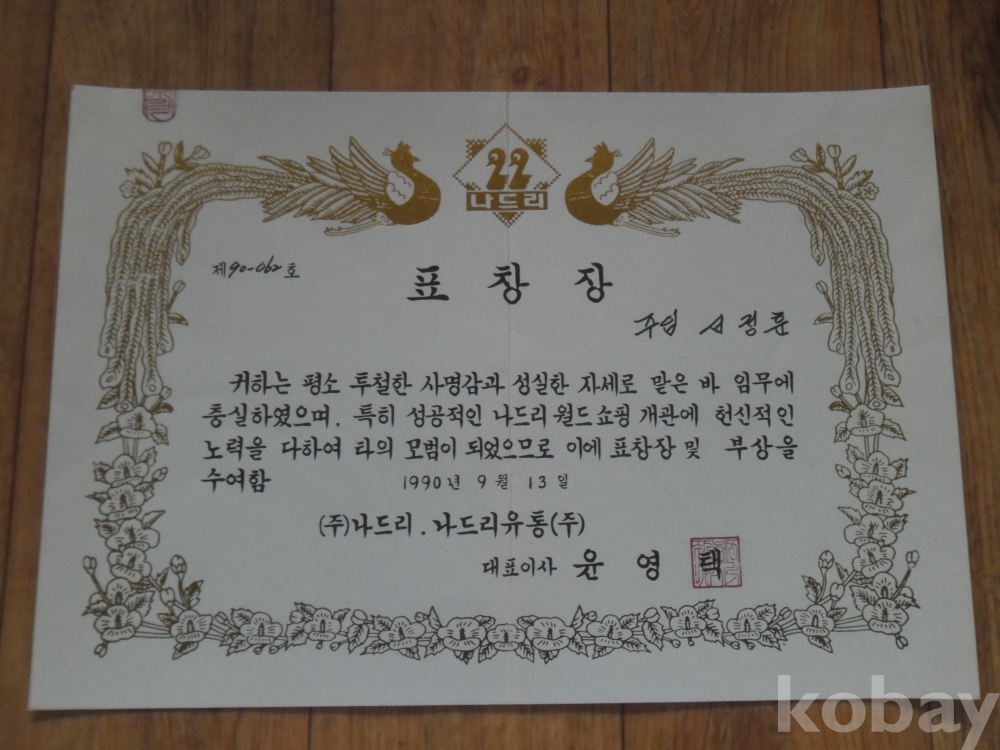 22
나드리
제90-062호
표창장
주임 서정훈
귀하는 평소 투철한 사명감과 성실한 자세로 맡은 바 임무에
충실하였으며, 특히 성공적인 나드리 월드쇼핑 개관에 헌신적인
노력을 다하여 타의 모범이 되었으므로 이에 표창장 및 부상을
수여함
1990년 9월 13일
(주)나드리 . 나드리유통(주)
대표이사 윤영택
kobay